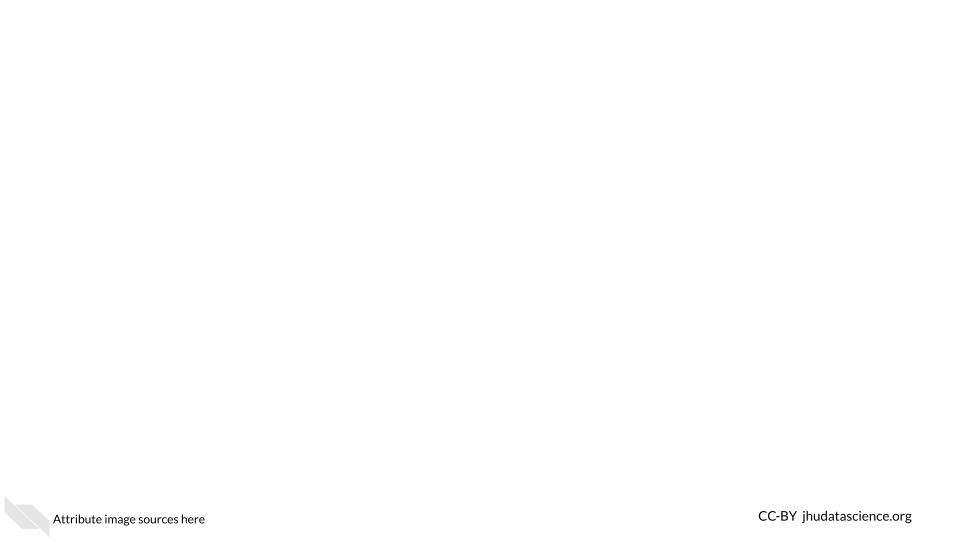 Attribute image sources here
CC-BY jhudatascience.org